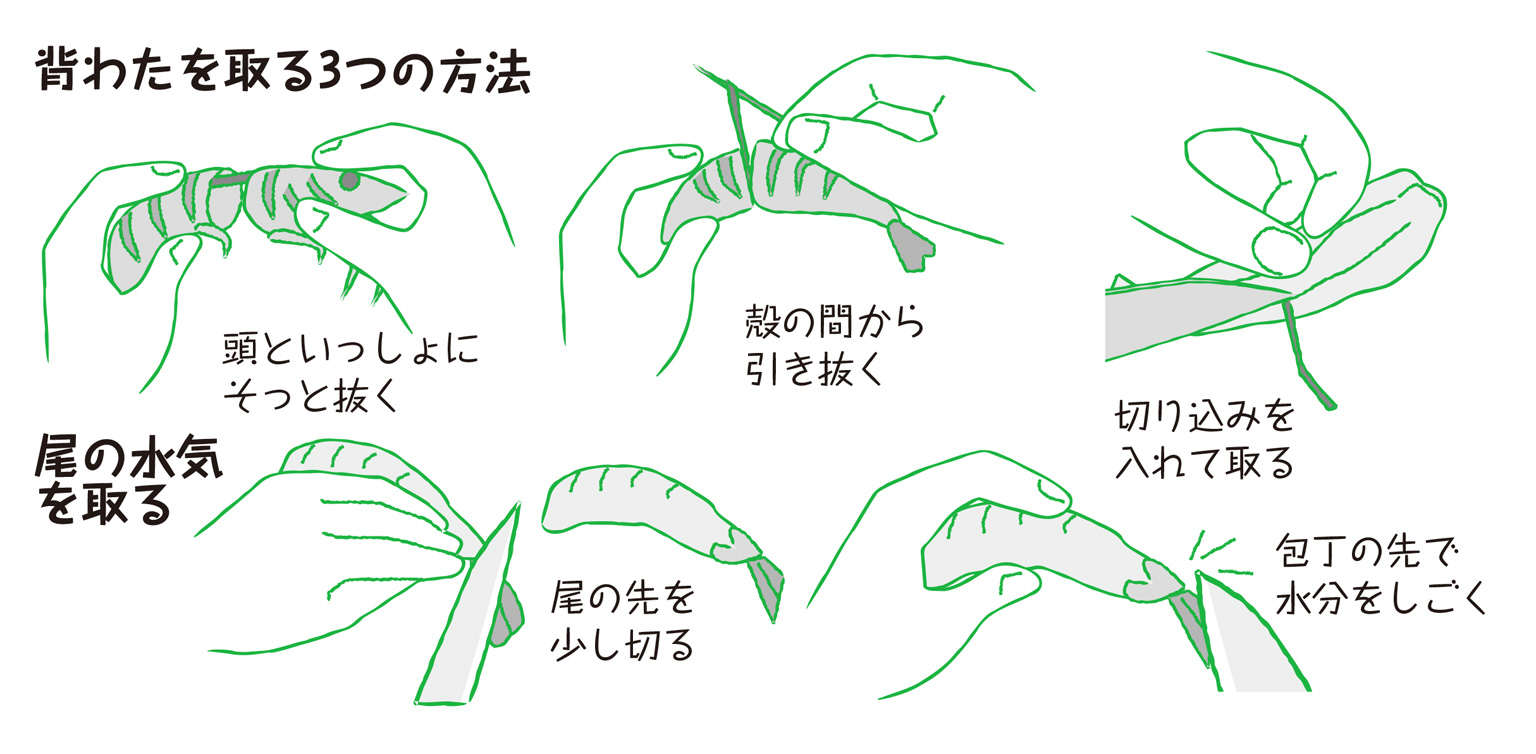 背わたを取る3つの方法
頭といっしょに
そっと抜く
殻の間から
引き抜く
切り込みを
入れて取る
尾の水気
を取る
尾の先を
少し切る
包丁の先で
水分をしごく